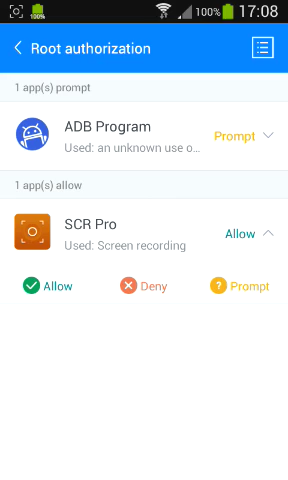 100%
100% 17:08
Root authorization
1 app(s) prompt
ADB Program
Prompt
Used: an unknown use o...
1 app(s) allow
SCR Pro
Allow
Used: Screen recording
Allow
Deny
Prompt